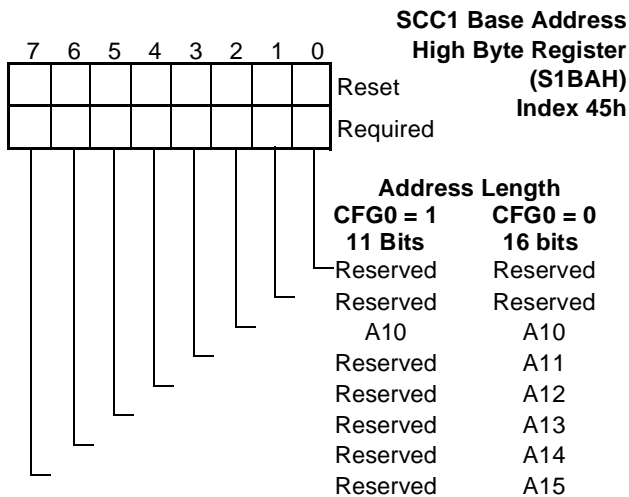 SCC1 Base Address
High Byte Register
(S1BAH)
Index 45h
7 6 5 4 3 2 1 0
Reset
Required
Address Length
CFG0 = 1 CFG0 = 0
11 Bits 16 bits
Reserved Reserved
Reserved Reserved
A10 A10
Reserved A11
Reserved A12
Reserved A13
Reserved A14
Reserved A15